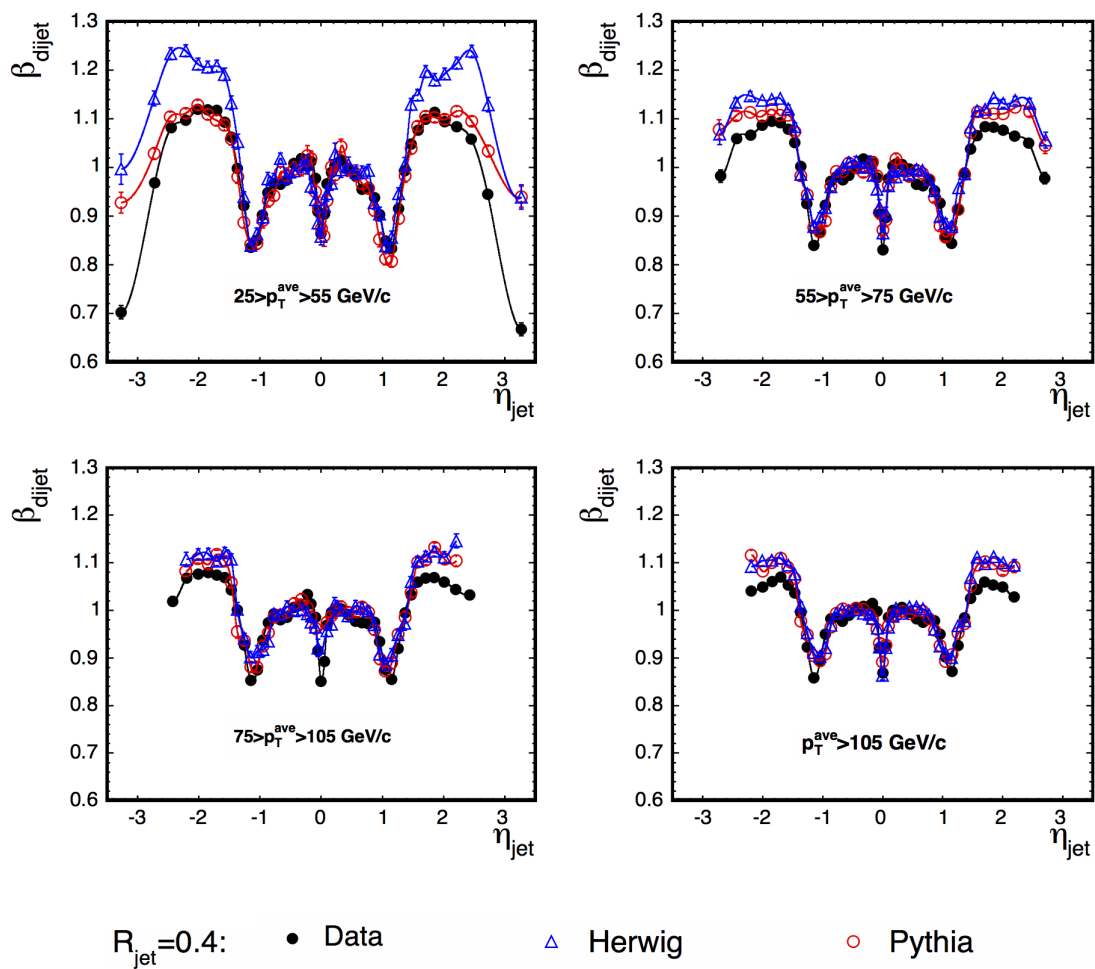 β_dijet
1.3
1.2
1.1
1
0.9
0.8
0.7
0.6
25>p_T^ave>55 GeV/c
-3 -2 -1 0 1 2 3
η_jet
β_dijet
1.3
1.2
1.1
1
0.9
0.8
0.7
0.6
55>p_T^ave>75 GeV/c
-3 -2 -1 0 1 2 3
η_jet
β_dijet
1.3
1.2
1.1
1
0.9
0.8
0.7
0.6
75>p_T^ave>105 GeV/c
-3 -2 -1 0 1 2 3
η_jet
β_dijet
1.3
1.2
1.1
1
0.9
0.8
0.7
0.6
p_T^ave>105 GeV/c
-3 -2 -1 0 1 2 3
η_jet
R_jet=0.4: Data Herwig Pythia